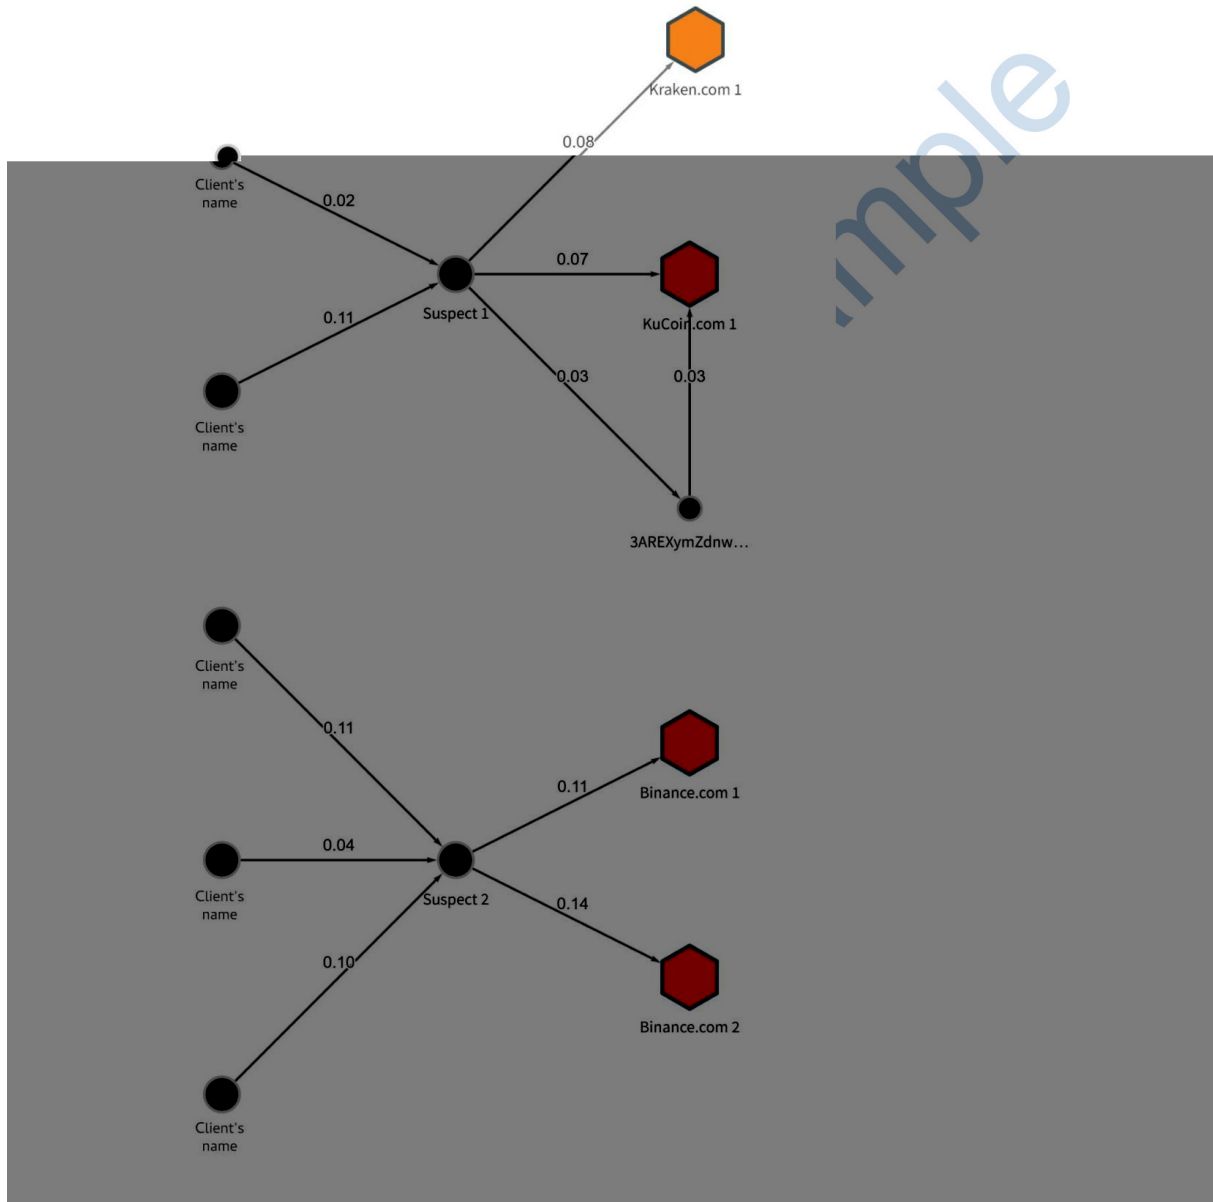 Kraken.com 1
0.08
Client's
name
0.02
0.07
KuCoin.com 1
Suspect 1
0.11
0.03
0.03
Client's
name
3AREXymZdnw...
Client's
name
0.11
Binance.com 1
0.11
0.04
Client's
name
Suspect 2
0.14
0.10
Binance.com 2
Client's
name
mple